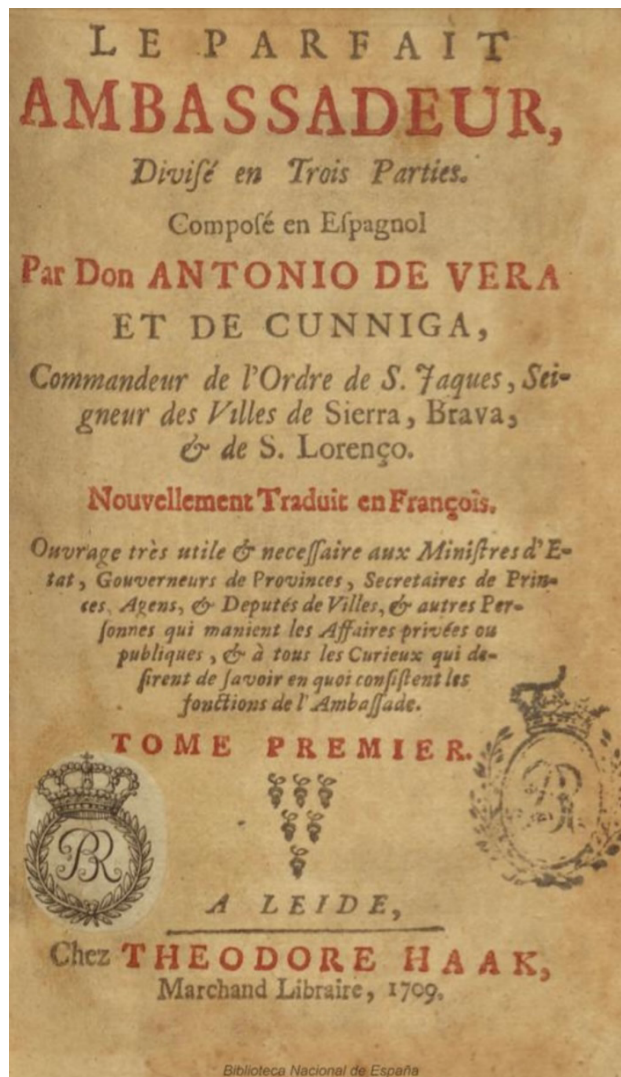 LE PARFAIT
AMBASSADEUR,
Diviſé en Trois Parties.
Compoſé en Eſpagnol
Par Don ANTONIO DE VERA
ET DE CUNNIGA,
Commandeur de l'Ordre de S. Jaques, Sei-
gneur des Villes de Sierra, Brava,
& de S. Lorenço.
Nouvellement Traduit en François.
Ouvrage très utile & neceſſaire aux Miniſtres d'E-
tat, Gouverneurs de Provinces, Secretaires de Prin-
ces, Agens, & Deputés de Villes, & autres Per-
ſonnes qui manient les Affaires privées ou
publiques, & à tous les Curieux qui de-
ſirent de ſavoir en quoi conſiſtent les
fonctions de l'Ambaſſade.
TOME PREMIER.
BR
BR
A LEIDE,
Chez THEODORE HAAK,
Marchand Libraire, 1709.
Biblioteca Nacional de España